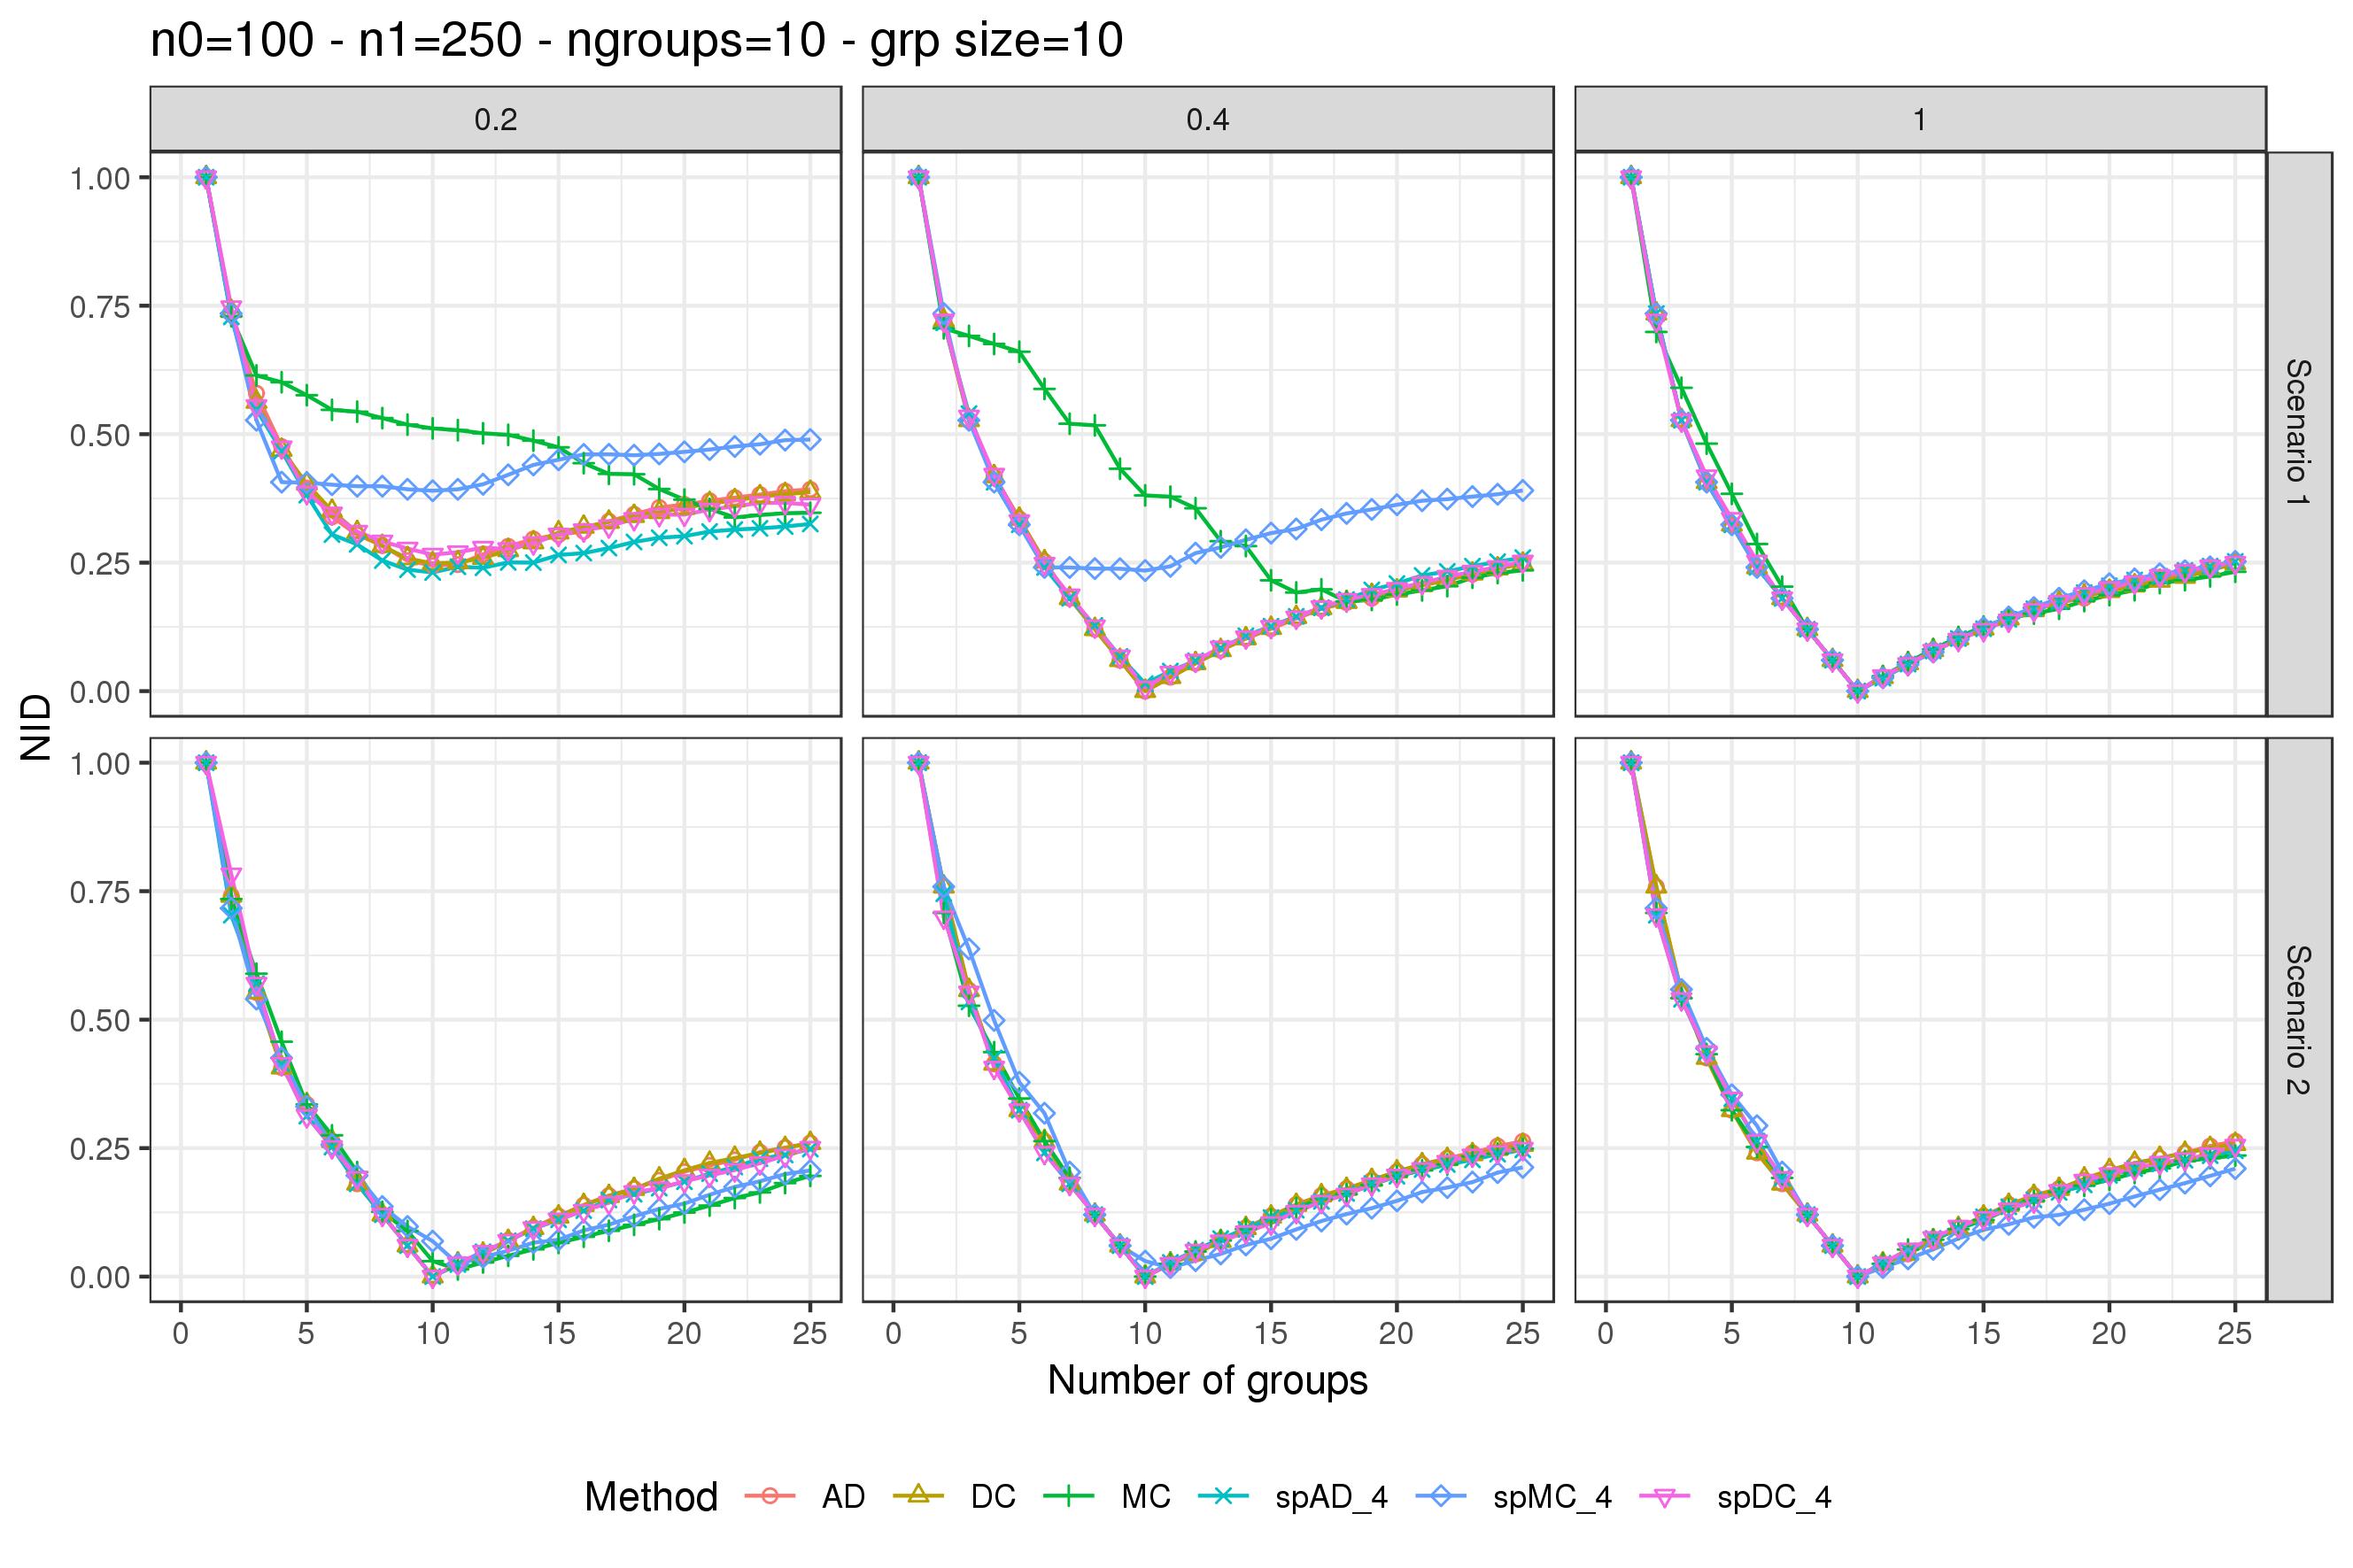 n0=100 - n1=250 - ngroups=10 - grp size=10
0.2
0.4
1
1.00
0.75
0.50
0.25
0.00
Scenario 1
NID
1.00
0.75
0.50
0.25
0.00
Scenario 2
0 5 10 15 20 25
0 5 10 15 20 25
0 5 10 15 20 25
Number of groups
Method AD DC MC spAD_4 spMC_4 spDC_4